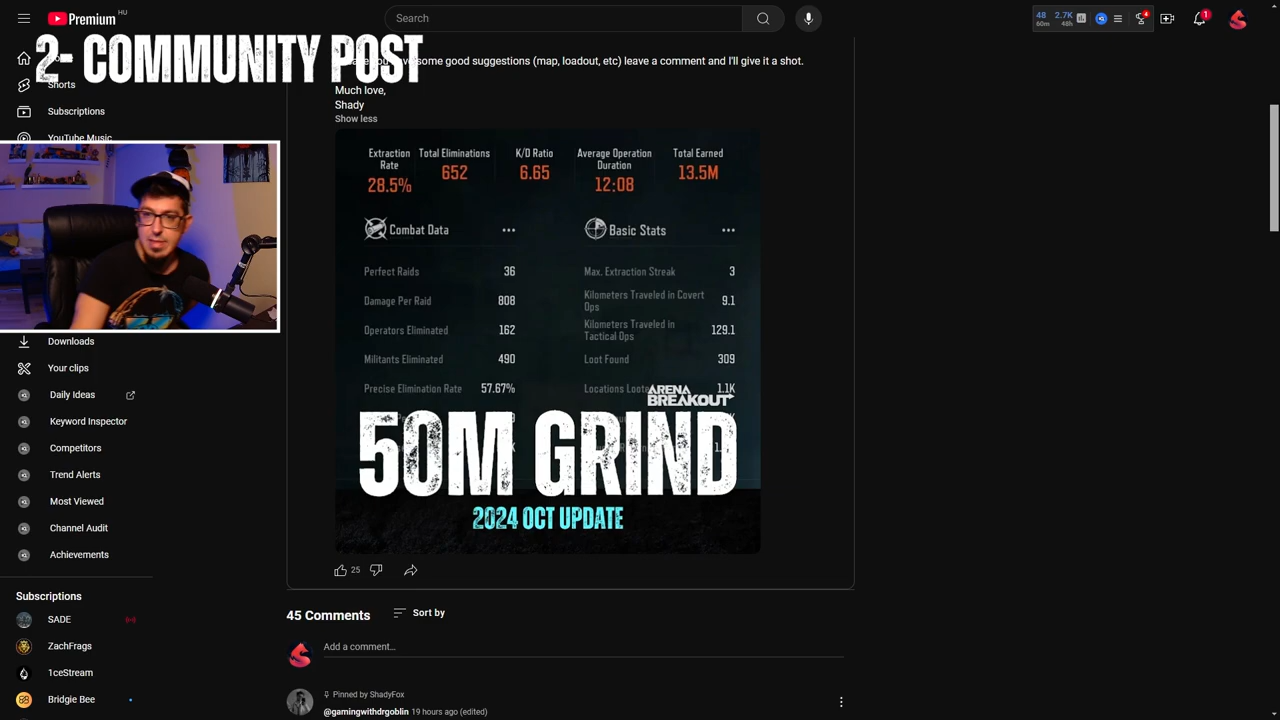 Premium HU
Search
48
60m
2.7K
48h
4
1
2- COMMUNITY POST
some good suggestions (map, loadout, etc) leave a comment and I'll give it a shot.
Shorts
Much love,
Shady
Show less
Subscriptions
YouTube Music
Extraction Rate
28.5%
Total Eliminations
652
K/D Ratio
6.65
Average Operation Duration
12:08
Total Earned
13.5M
Combat Data
Perfect Raids 36
Damage Per Raid 808
Operators Eliminated 162
Militants Eliminated 490
Precise Elimination Rate 57.67%
Basic Stats
Max. Extraction Streak 3
Kilometers Traveled in Covert Ops 9.1
Kilometers Traveled in Tactical Ops 129.1
Loot Found 309
Locations 1.1K
ARENA
BREAKOUT
50M GRIND
2024 OCT UPDATE
Downloads
Your clips
Daily Ideas
Keyword Inspector
Competitors
Trend Alerts
Most Viewed
Channel Audit
Achievements
Subscriptions
SADE
ZachFrags
1ceStream
Bridgie Bee
25
45 Comments
Sort by
Add a comment...
Pinned by ShadyFox
@gamingwithdrgoblin 19 hours ago (edited)